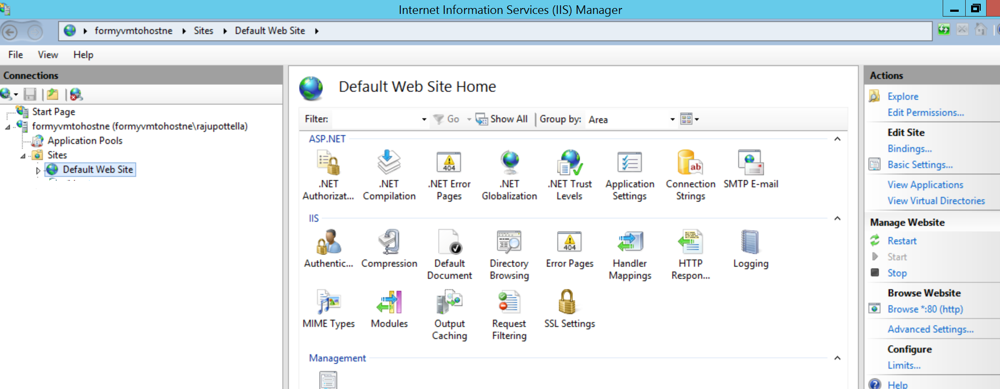 Internet Information Services (IIS) Manager
formyvmtohostne Sites Default Web Site
File View Help
Connections
Start Page
formyvmtohostne (formyvmtohostne\rajupottella)
Application Pools
Sites
Default Web Site
Default Web Site Home
Filter: Go Show All Group by: Area
ASP.NET
.NET Authorizat...
.NET Compilation
.NET Error Pages
.NET Globalization
.NET Trust Levels
Application Settings
Connection Strings
SMTP E-mail
IIS
Authentic...
Compression
Default Document
Directory Browsing
Error Pages
Handler Mappings
HTTP Respon...
Logging
MIME Types
Modules
Output Caching
Request Filtering
SSL Settings
Management
Actions
Explore
Edit Permissions...
Edit Site
Bindings...
Basic Settings...
View Applications
View Virtual Directories
Manage Website
Restart
Start
Stop
Browse Website
Browse *:80 (http)
Advanced Settings...
Configure
Limits...
Help